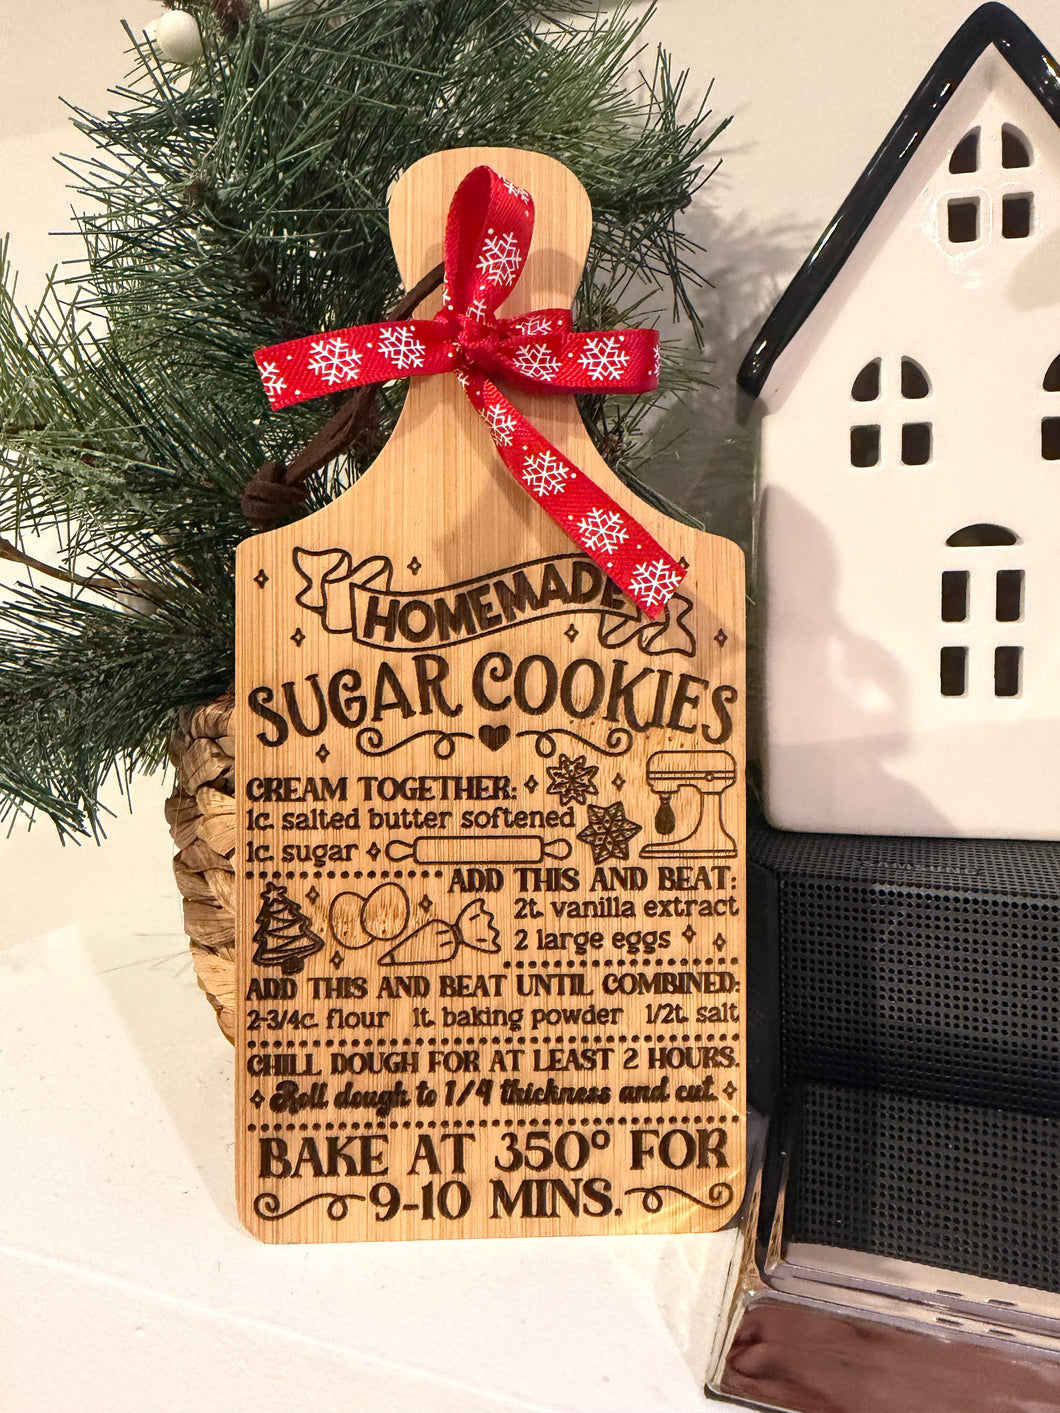 HOMEMADE
SUGAR COOKIES
CREAM TOGETHER:
1c. salted butter softened
1c. sugar
ADD THIS AND BEAT:
2t. vanilla extract
2 large eggs
ADD THIS AND BEAT UNTIL COMBINED:
2-3/4c. flour 1t. baking powder 1/2t. salt
CHILL DOUGH FOR AT LEAST 2 HOURS.
Roll dough to 1/4 thickness and cut.
BAKE AT 350° FOR
9-10 MINS.